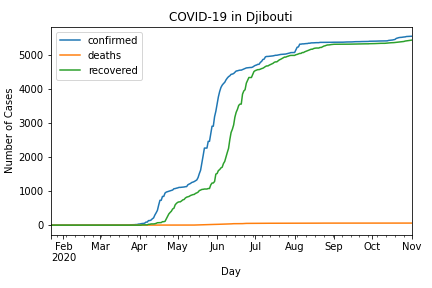 COVID-19 in Djibouti
confirmed
deaths
recovered
Number of Cases
5000
4000
3000
2000
1000
0
Feb Mar Apr May Jun Jul Aug Sep Oct Nov
2020
Day